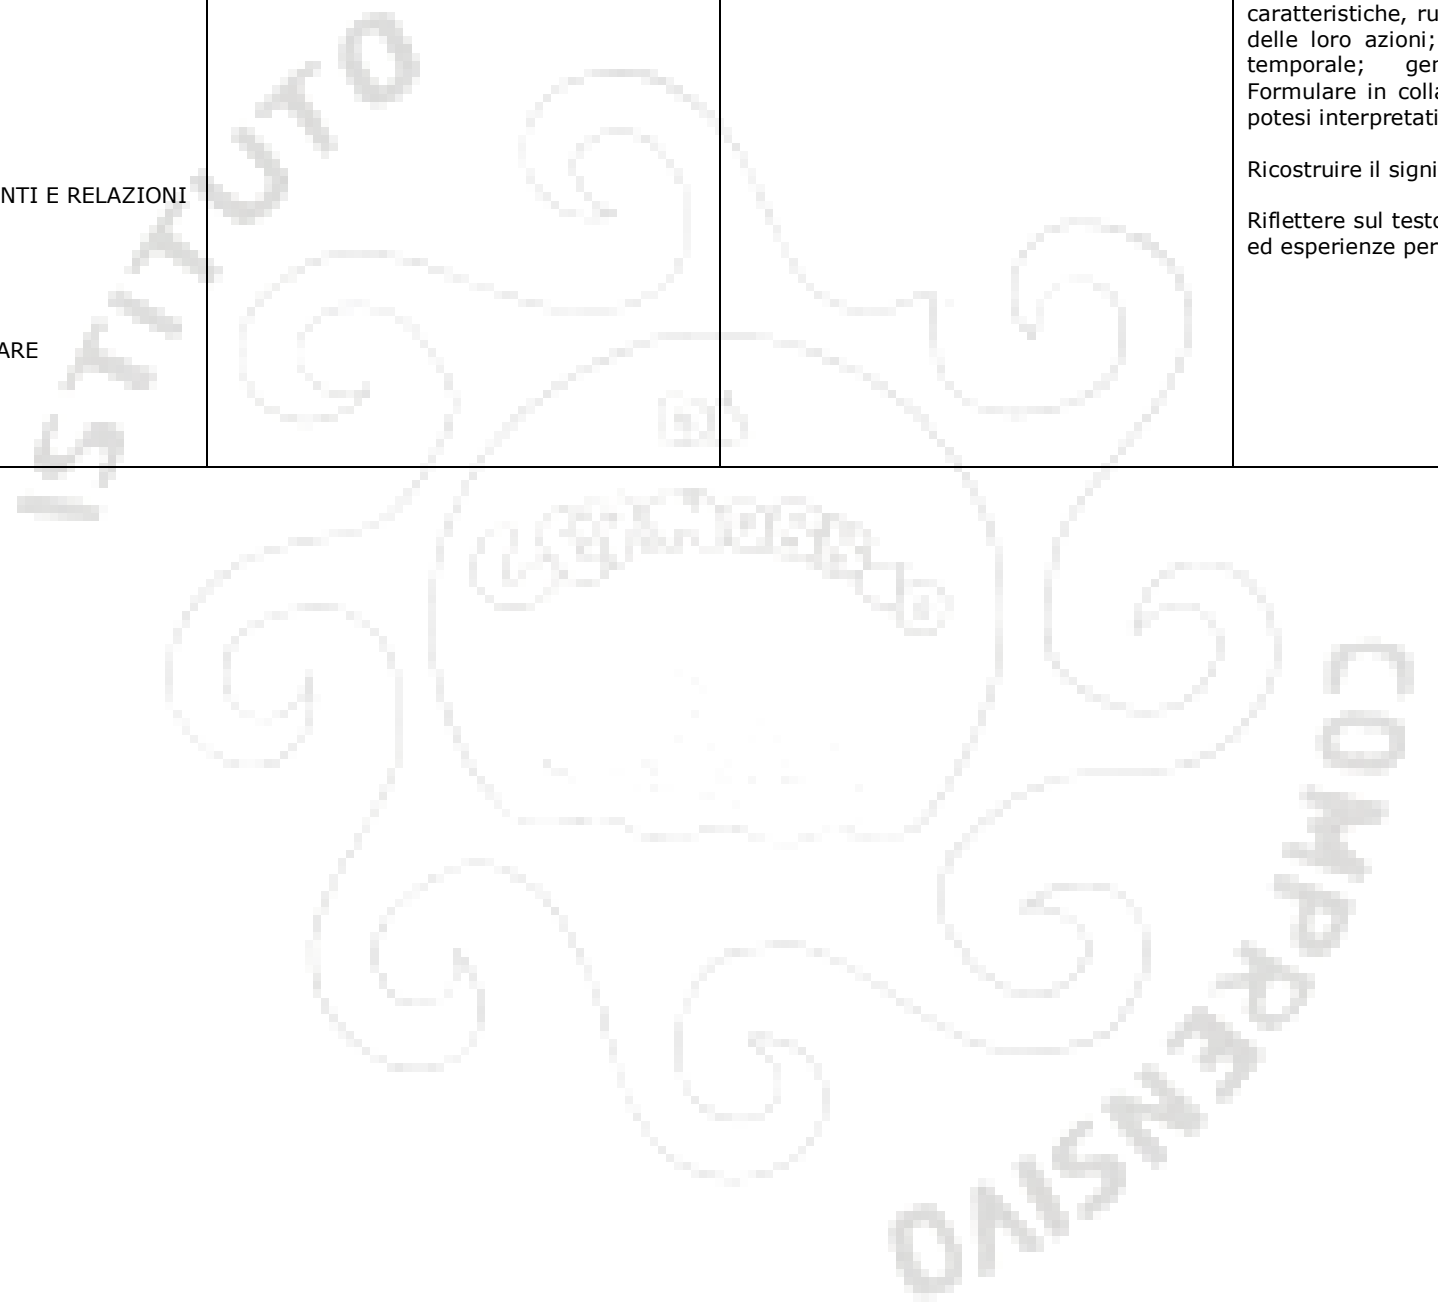 caratteristiche, ru
delle loro azioni;
temporale; ger
Formulare in colla
potesi interpretati
NTI E RELAZIONI
Ricostruire il signi
Riflettere sul testo
ed esperienze per
ARE
ISTITUTO
COMPRENSIVO